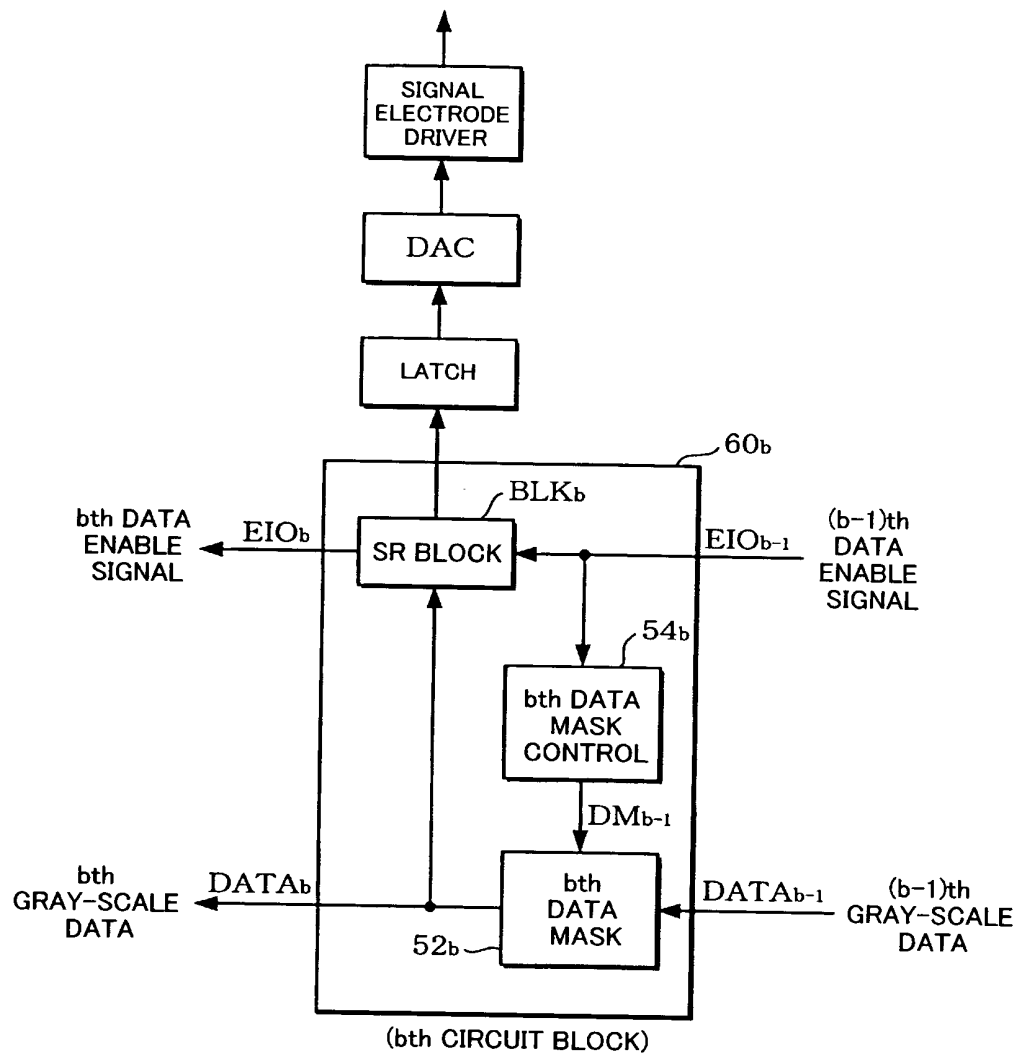 SIGNAL
ELECTRODE
DRIVER
DAC
LATCH
60b
BLKb
bth DATA
ENABLE
SIGNAL
EIOb
SR BLOCK
EIOb-1
(b-1)th
DATA
ENABLE
SIGNAL
54b
bth DATA
MASK
CONTROL
DMb-1
bth
GRAY-SCALE
DATA
DATAb
bth
DATA
MASK
52b
DATAb-1
(b-1)th
GRAY-SCALE
DATA
(bth CIRCUIT BLOCK)